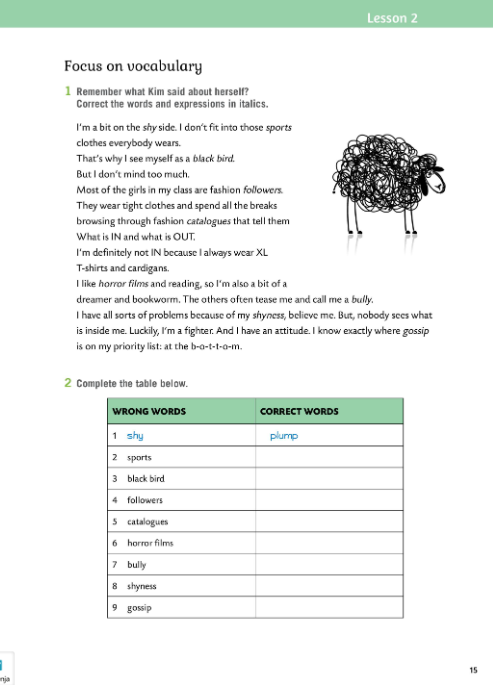 Lesson 2
Focus on vocabulary
1 Remember what Kim said about herself?
Correct the words and expressions in italics.
I'm a bit on the shy side. I don't fit into those sports
clothes everybody wears.
That's why I see myself as a black bird.
But I don't mind too much.
Most of the girls in my class are fashion followers.
They wear tight clothes and spend all the breaks
browsing through fashion catalogues that tell them
What is IN and what is OUT.
I'm definitely not IN because I always wear XL
T-shirts and cardigans.
I like horror films and reading, so I'm also a bit of a
dreamer and bookworm. The others often tease me and call me a bully.
I have all sorts of problems because of my shyness, believe me. But, nobody sees what
is inside me. Luckily, I'm a fighter. And I have an attitude. I know exactly where gossip
is on my priority list: at the b-o-t-t-o-m.
2 Complete the table below.
WRONG WORDS CORRECT WORDS
1 shy plump
2 sports
3 black bird
4 followers
5 catalogues
6 horror films
7 bully
8 shyness
9 gossip
nja
15